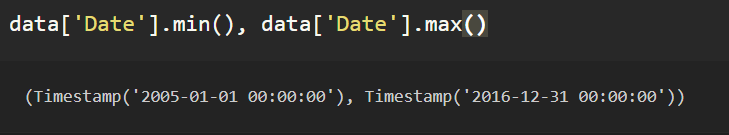 data['Date'].min(), data['Date'].max()
(Timestamp('2005-01-01 00:00:00'), Timestamp('2016-12-31 00:00:00'))